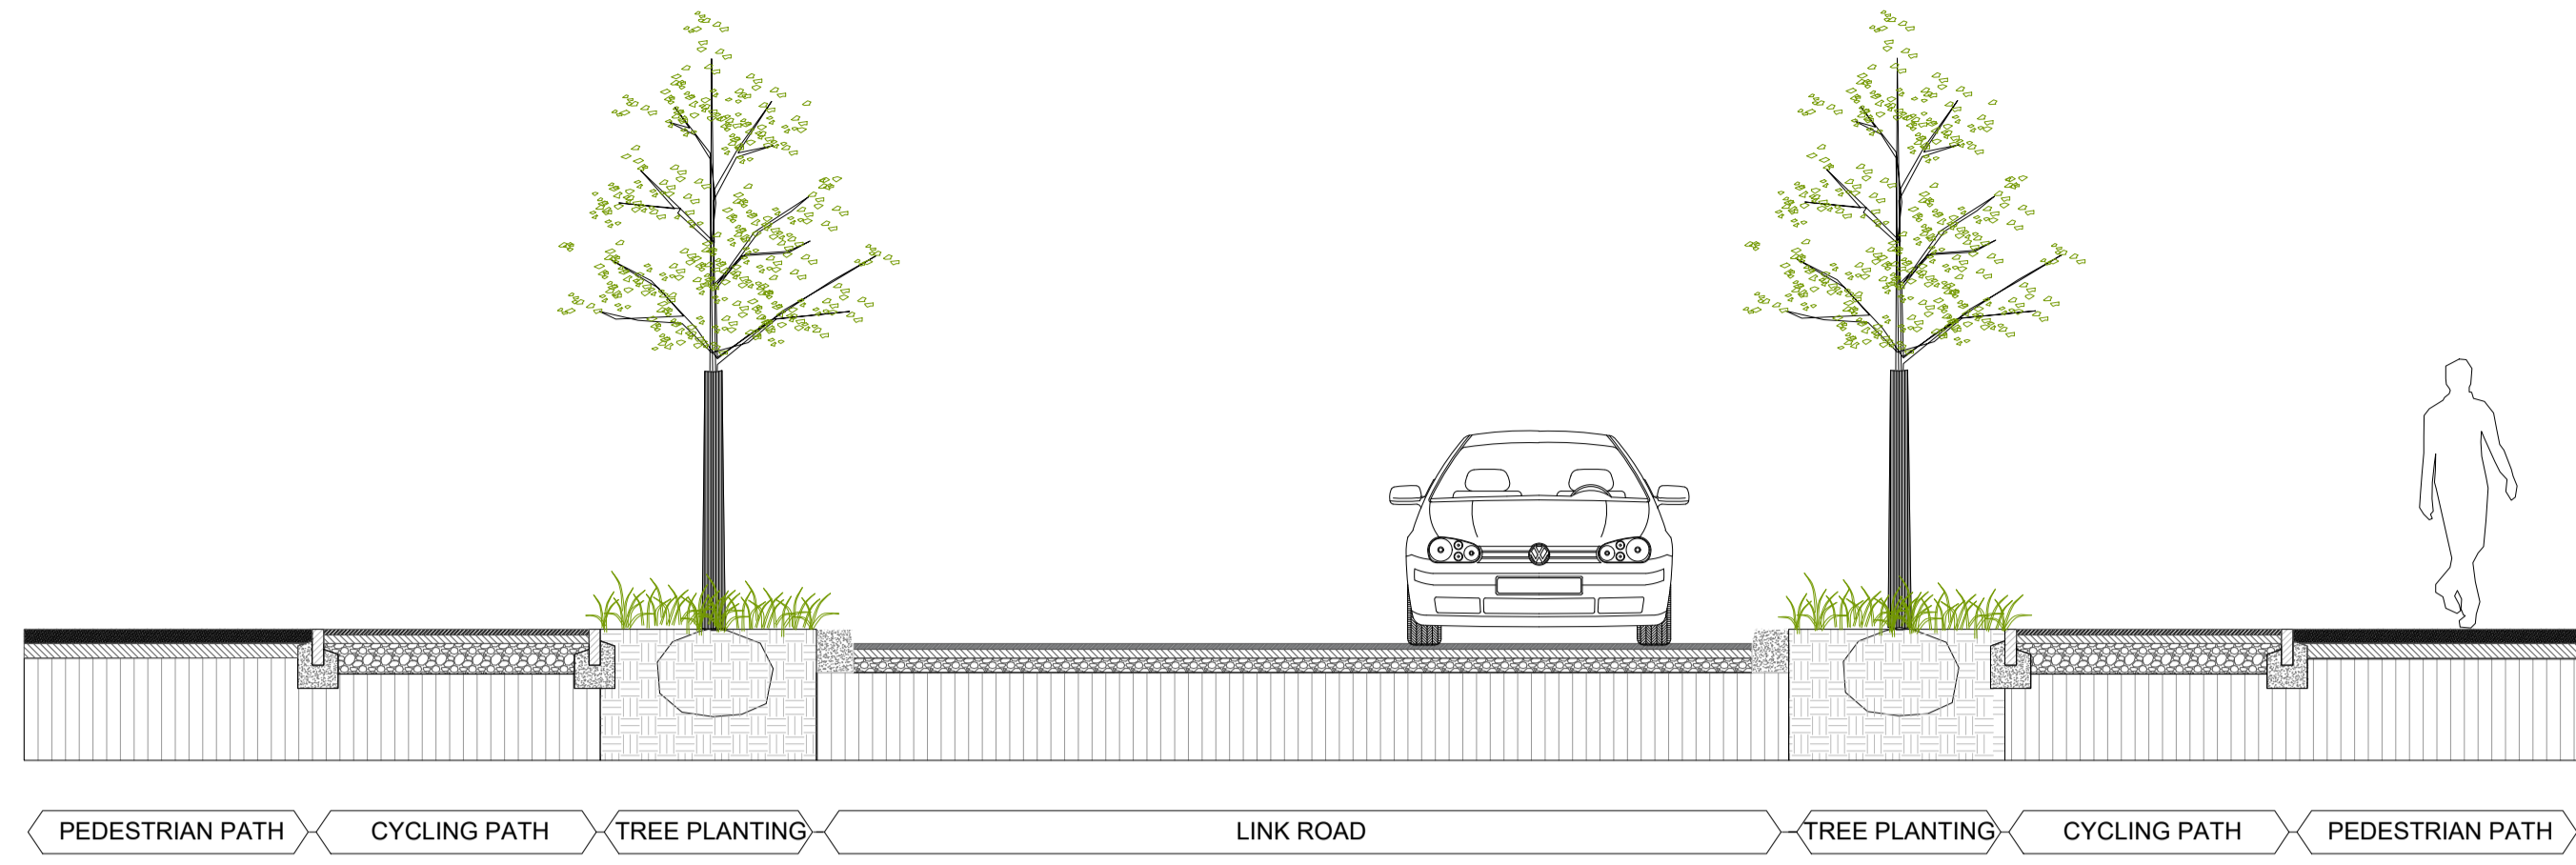 PEDESTRIAN PATH
CYCLING PATH
TREE PLANTING
LINK ROAD
TREE PLANTING
CYCLING PATH
PEDESTRIAN PATH